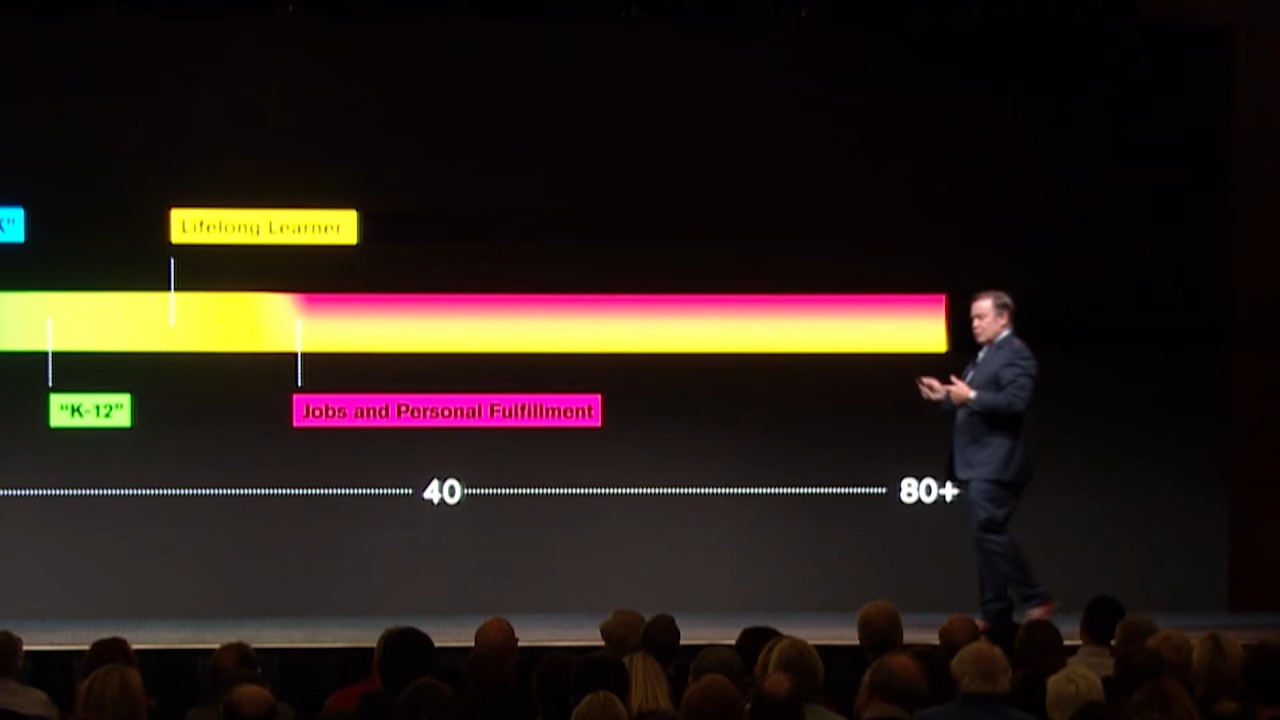 K"
Lifelong Learner
"K-12"
Jobs and Personal Fulfillment
40
80+